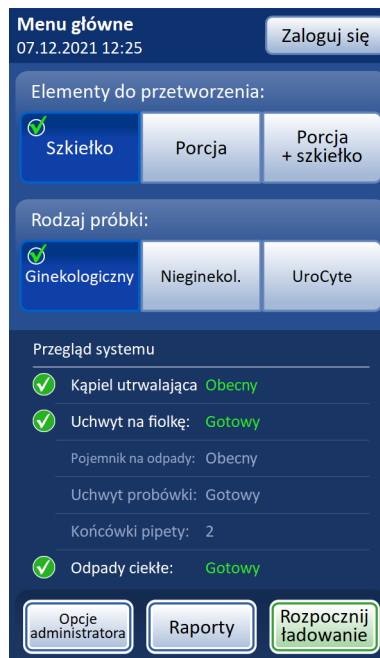 Menu główne
07.12.2021 12:25
Zaloguj się
Elementy do przetworzenia:
Szkiełko
Porcja
Porcja
+ szkiełko
Rodzaj próbki:
Ginekologiczny
Nieginekol.
UroCyte
Przegląd systemu
Kąpiel utrwalająca Obecny
Uchwyt na fiolkę: Gotowy
Pojemnik na odpady: Obecny
Uchwyt probówki: Gotowy
Końcówki pipety: 2
Odpady ciekłe: Gotowy
Opcje
administratora
Raporty
Rozpocznij
ładowanie